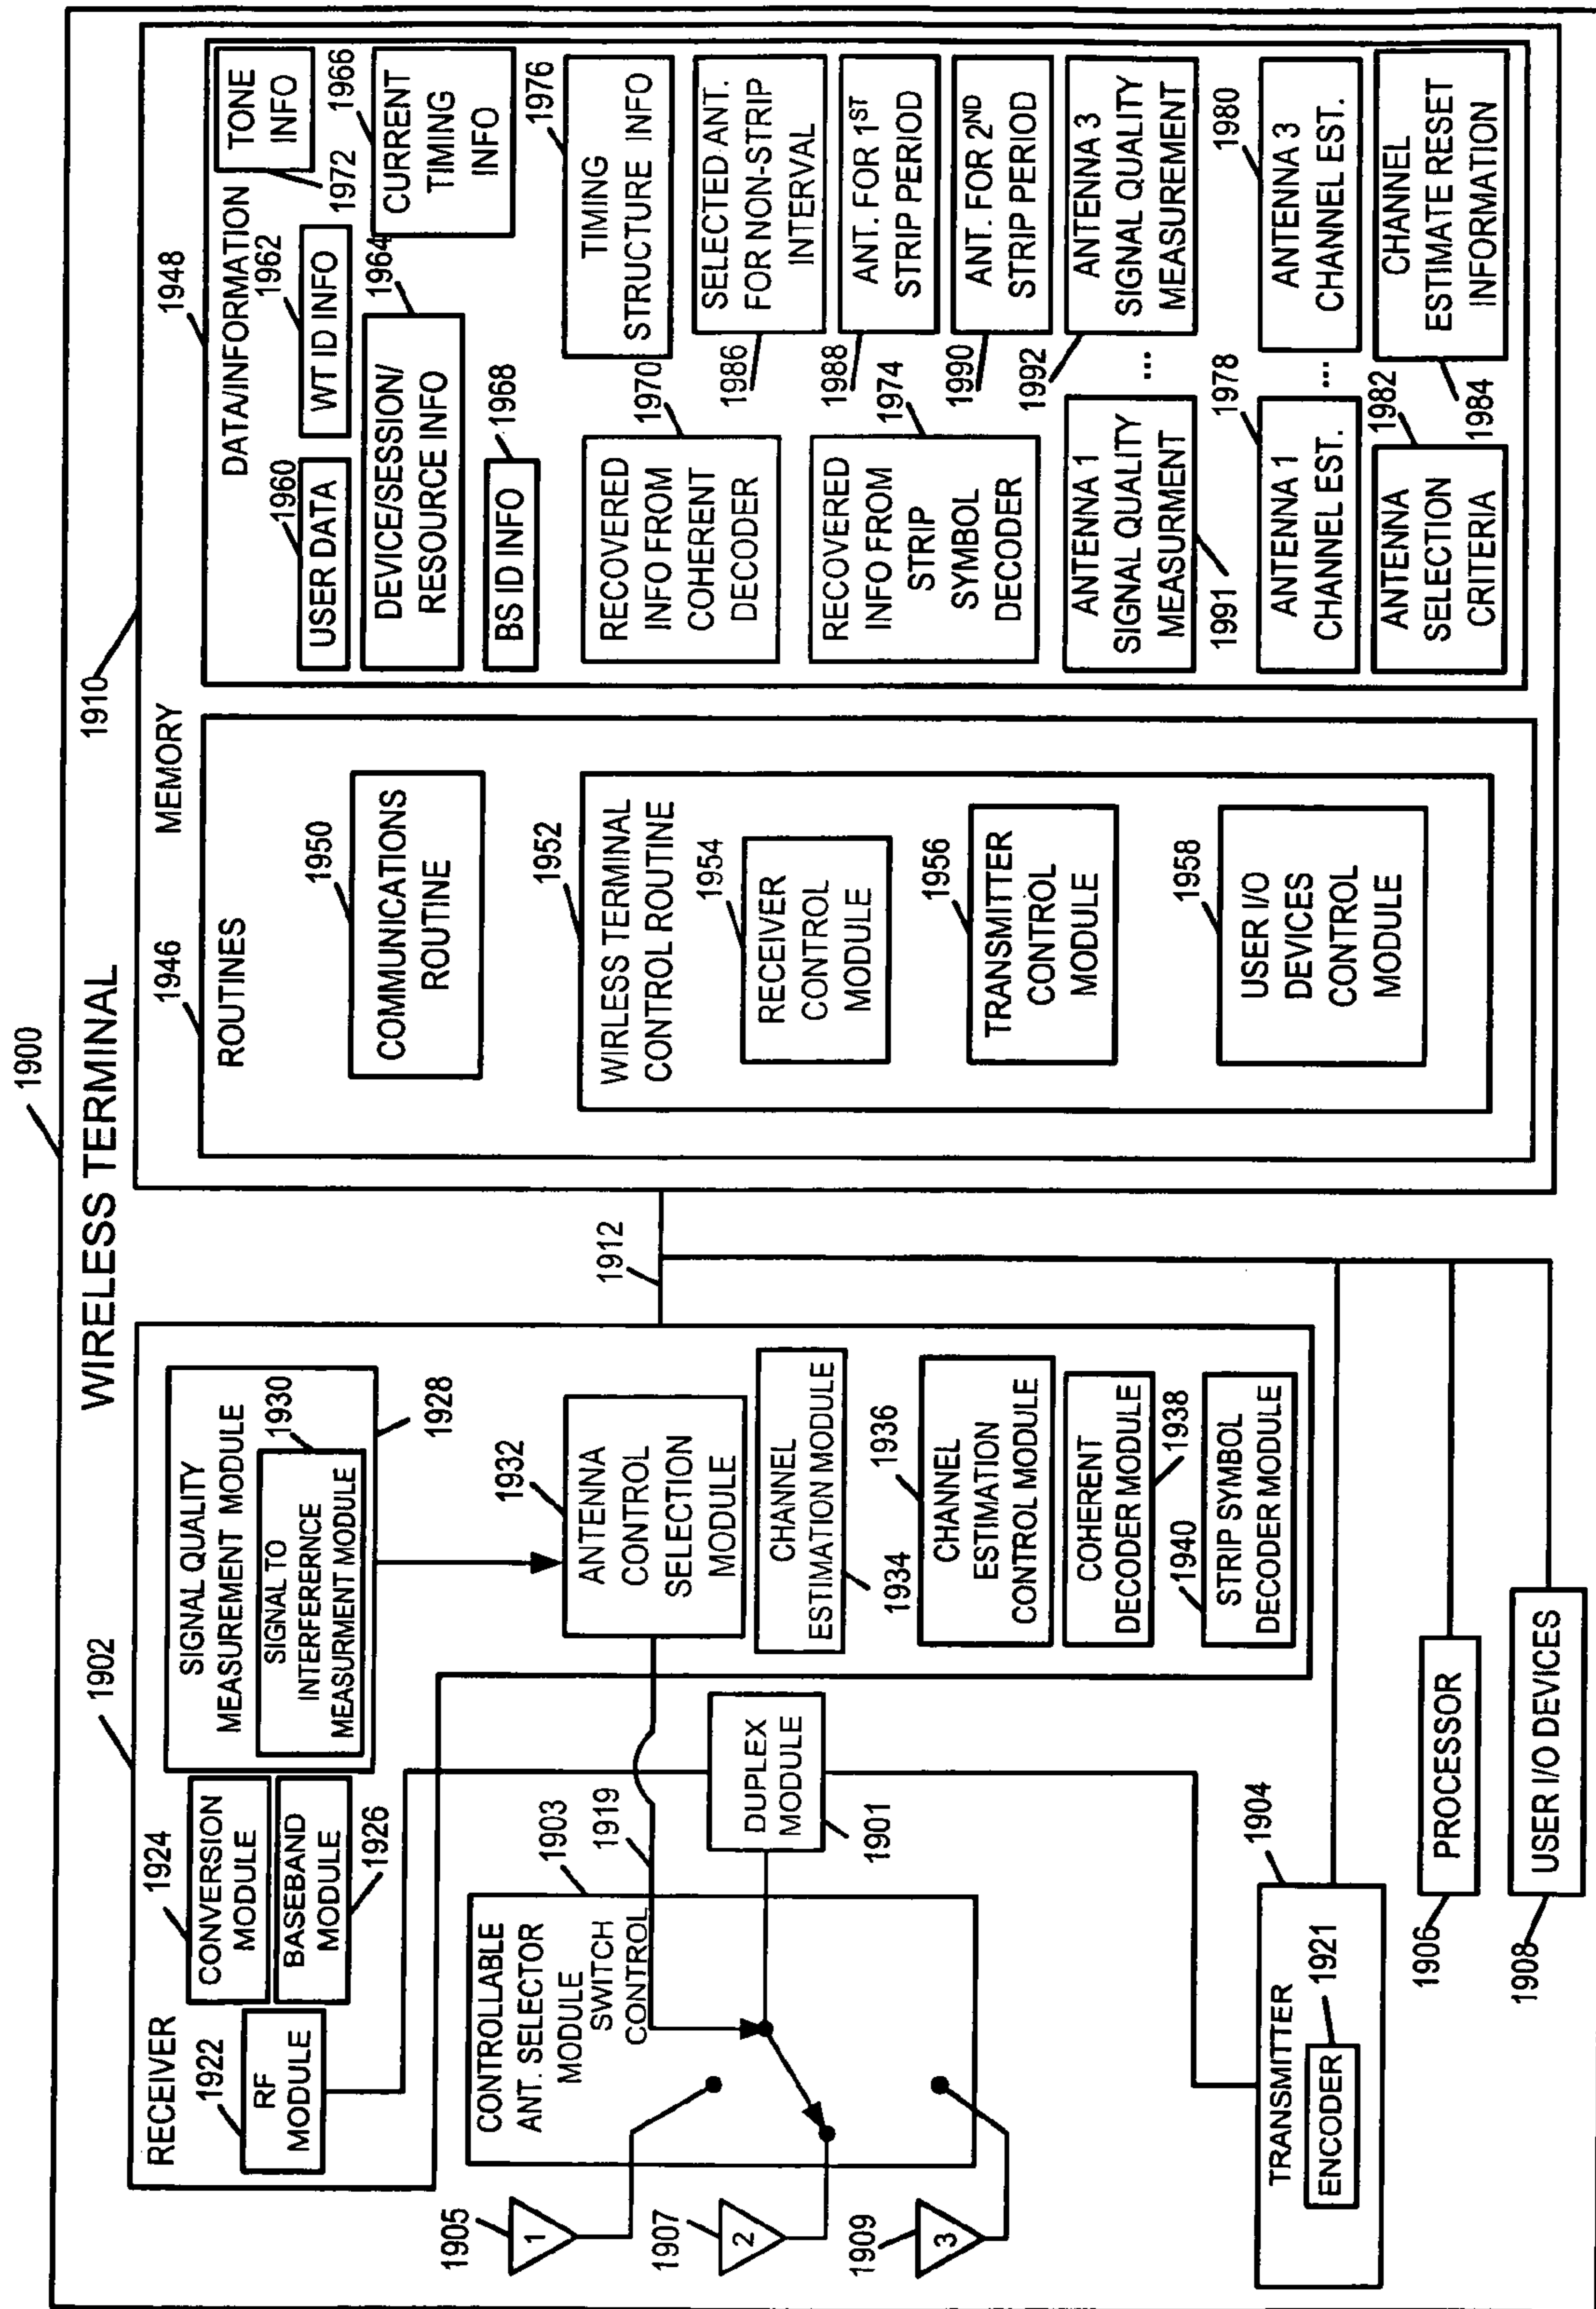 1900
WIRELESS TERMINAL
1902
RECEIVER
1922
RF
MODULE
1924
CONVERSION
MODULE
BASEBAND
MODULE
1926
SIGNAL QUALITY
MEASUREMENT MODULE
SIGNAL TO
1930
INTERFERENCE
MEASURMENT MODULE
1928
1932
ANTENNA
CONTROL
SELECTION
MODULE
CHANNEL
ESTIMATION MODULE
1934
1936
CHANNEL
ESTIMATION
CONTROL MODULE
COHERENT
DECODER MODULE
1938
1940
STRIP SYMBOL
DECODER MODULE
1905
1
1907
2
1909
3
CONTROLLABLE
ANT. SELECTOR
MODULE
SWITCH
CONTROL
1903
1919
DUPLEX
MODULE
1901
1904
TRANSMITTER
ENCODER
1921
1906
PROCESSOR
1908
USER I/O DEVICES
1912
1910
MEMORY
1946
ROUTINES
1950
COMMUNICATIONS
ROUTINE
1952
WIRLESS TERMINAL
CONTROL ROUTINE
1954
RECEIVER
CONTROL
MODULE
1956
TRANSMITTER
CONTROL
MODULE
1958
USER I/O
DEVICES
CONTROL
MODULE
1948
DATA/INFORMATION
TONE
INFO
1972
1960
USER DATA
1962
WT ID INFO
1966
CURRENT
TIMING
INFO
1964
DEVICE/SESSION/
RESOURCE INFO
1968
BS ID INFO
1976
TIMING
STRUCTURE INFO
1970
RECOVERED
INFO FROM
COHERENT
DECODER
1986
SELECTED ANT.
FOR NON-STRIP
INTERVAL
1988
ANT. FOR 1ST
STRIP PERIOD
1974
RECOVERED
INFO FROM
STRIP
SYMBOL
DECODER
1990
ANT. FOR 2ND
STRIP PERIOD
1992
ANTENNA 1
SIGNAL QUALITY
MEASURMENT
1991
...
ANTENNA 3
SIGNAL QUALITY
MEASUREMENT
1978
ANTENNA 1
CHANNEL EST.
...
1980
ANTENNA 3
CHANNEL EST.
1982
ANTENNA
SELECTION
CRITERIA
1984
CHANNEL
ESTIMATE RESET
INFORMATION